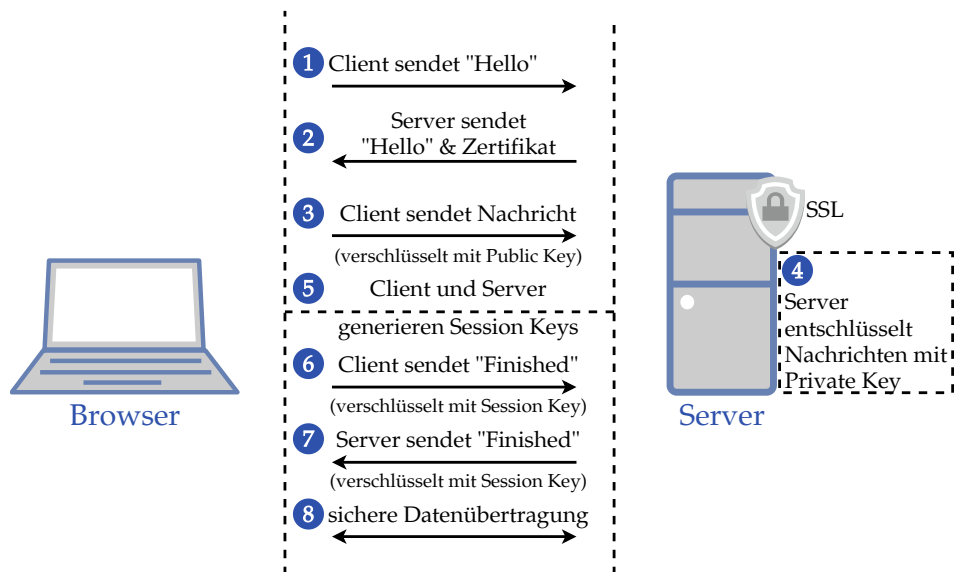 1 Client sendet "Hello"
2 Server sendet
"Hello" & Zertifikat
3 Client sendet Nachricht
(verschlüsselt mit Public Key)
SSL
4
Server
entschlüsselt
Nachrichten mit
Private Key
5 Client und Server
generieren Session Keys
6 Client sendet "Finished"
(verschlüsselt mit Session Key)
7 Server sendet "Finished"
(verschlüsselt mit Session Key)
8 sichere Datenübertragung
Browser
Server